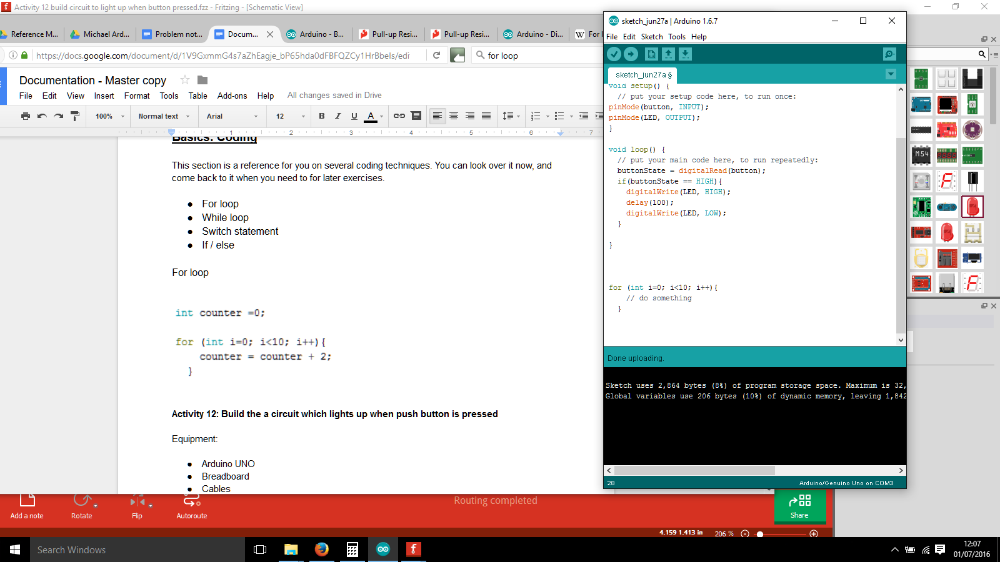 Activity 12 build circuit to light up when button pressed.fzz - Fritzing - [Schematic View]
Reference M...
Michael Ard...
Problem not...
Docum...
Arduino - B...
Pull-up Resi...
Pull-up Resi...
Arduino - Di...
W For l
https://docs.google.com/document/d/1V9GxmmG4s7aZhEagje_bP65hda0dFBFQZCy1HrBbeIs/edi
for loop
Documentation - Master copy
File Edit View Insert Format Tools Table Add-ons Help All changes saved in Drive
100% Normal text Arial 12 B I U A
1 2 3 4 5 6 7
Basics: Coding
This section is a reference for you on several coding techniques. You can look over it now, and
come back to it when you need to for later exercises.
● For loop
● While loop
● Switch statement
● If / else
For loop
int counter =0;
for (int i=0; i<10; i++){
counter = counter + 2;
}
Activity 12: Build the a circuit which lights up when push button is pressed
Equipment:
● Arduino UNO
● Breadboard
● Cables
sketch_jun27a | Arduino 1.6.7
File Edit Sketch Tools Help
sketch_jun27a §
void setup() {
// put your setup code here, to run once:
pinMode(button, INPUT);
pinMode(LED, OUTPUT);
}
void loop() {
// put your main code here, to run repeatedly:
buttonState = digitalRead(button);
if(buttonState == HIGH){
digitalWrite(LED, HIGH);
delay(100);
digitalWrite(LED, LOW);
}
}
for (int i=0; i<10; i++){
// do something
}
Done uploading.
Sketch uses 2,864 bytes (8%) of program storage space. Maximum is 32,
Global variables use 206 bytes (10%) of dynamic memory, leaving 1,842
28
Arduino/Genuino Uno on COM3
M54
F
F
Add a note
Rotate
Flip
Autoroute
Routing completed
Share
4.159 1.413 in
206 %
Search Windows
12:07
01/07/2016